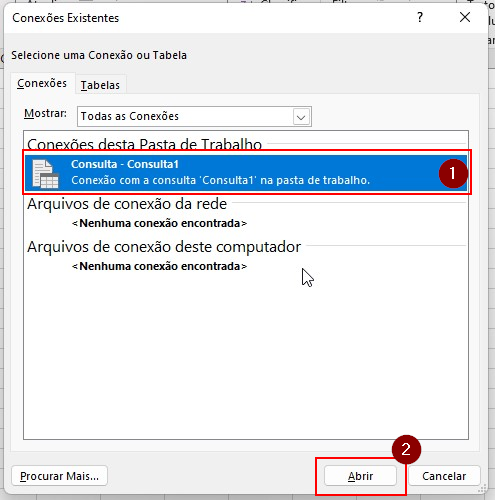 Conexões Existentes
?
Selecione uma Conexão ou Tabela
Conexões
Tabelas
Mostrar:
Todas as Conexões
Conexões desta Pasta de Trabalho
Consulta - Consulta1
Conexão com a consulta 'Consulta1' na pasta de trabalho.
1
Arquivos de conexão da rede
<Nenhuma conexão encontrada>
Arquivos de conexão deste computador
<Nenhuma conexão encontrada>
2
Procurar Mais...
Abrir
Cancelar